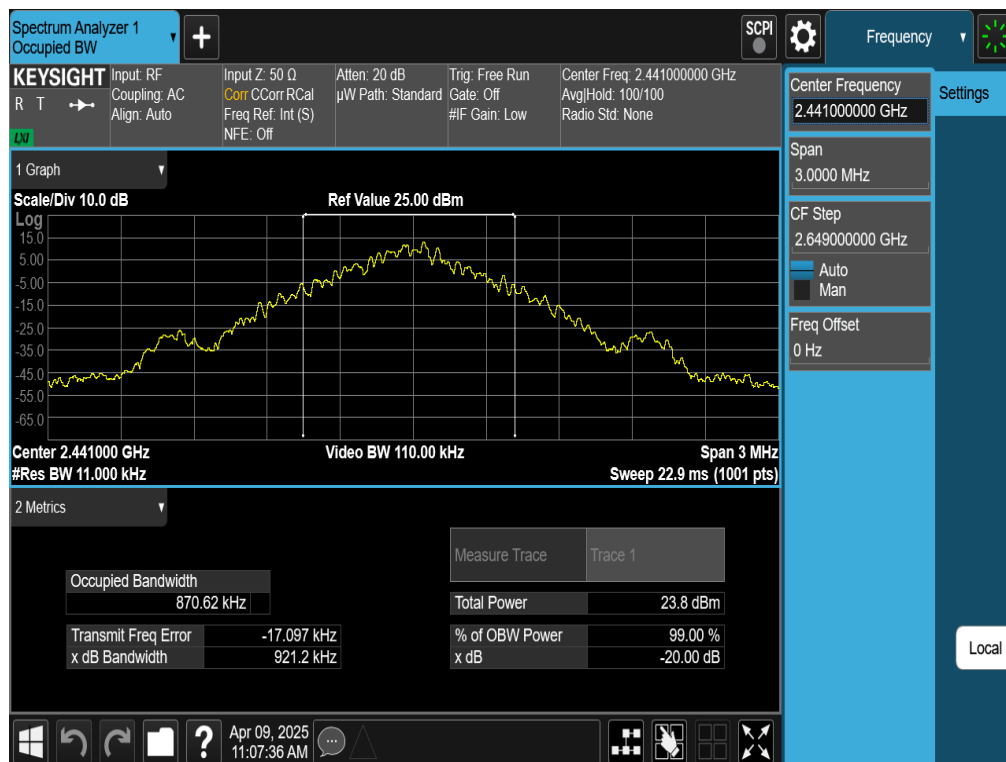 Spectrum Analyzer 1
Occupied BW
SCPI
Frequency
KEYSIGHT
R T
LXI
Input: RF
Coupling: AC
Align: Auto
Input Z: 50 Ω
Corr CCorr RCal
Freq Ref: Int (S)
NFE: Off
Atten: 20 dB
µW Path: Standard
Trig: Free Run
Gate: Off
#IF Gain: Low
Center Freq: 2.441000000 GHz
Avg|Hold: 100/100
Radio Std: None
Center Frequency
2.441000000 GHz
Settings
Span
3.0000 MHz
CF Step
2.649000000 GHz
Auto
Man
Freq Offset
0 Hz
Local
1 Graph
Scale/Div 10.0 dB
Ref Value 25.00 dBm
Log
15.0
5.00
-5.00
-15.0
-25.0
-35.0
-45.0
-55.0
-65.0
Center 2.441000 GHz
Video BW 110.00 kHz
Span 3 MHz
#Res BW 11.000 kHz
Sweep 22.9 ms (1001 pts)
2 Metrics
Measure Trace
Trace 1
Occupied Bandwidth
870.62 kHz
Total Power
23.8 dBm
Transmit Freq Error
-17.097 kHz
% of OBW Power
99.00 %
x dB Bandwidth
921.2 kHz
x dB
-20.00 dB
?
Apr 09, 2025
11:07:36 AM